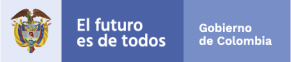 El futuro
es de todos
Gobierno
de Colombia